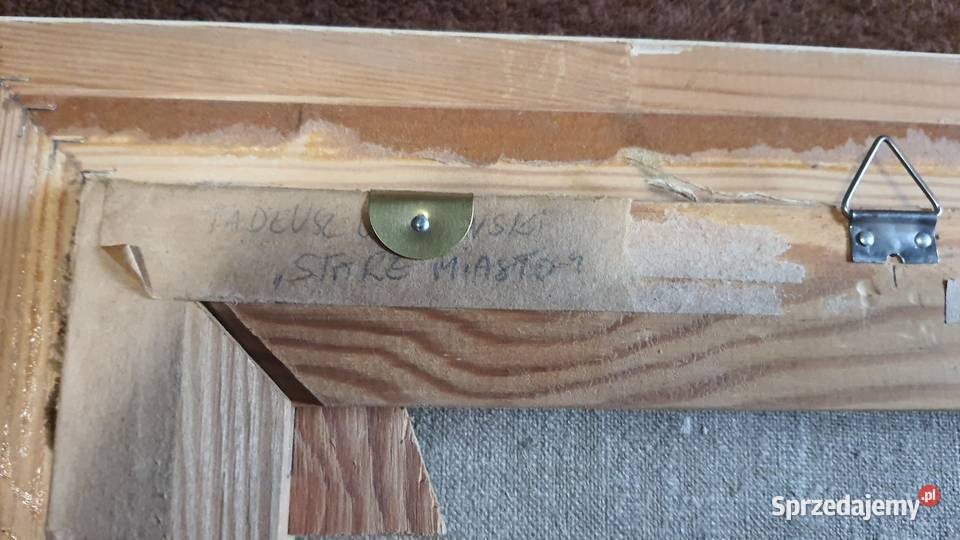 TADEUSZ
„STARE MIASTO”
Sprzedajemy.pl